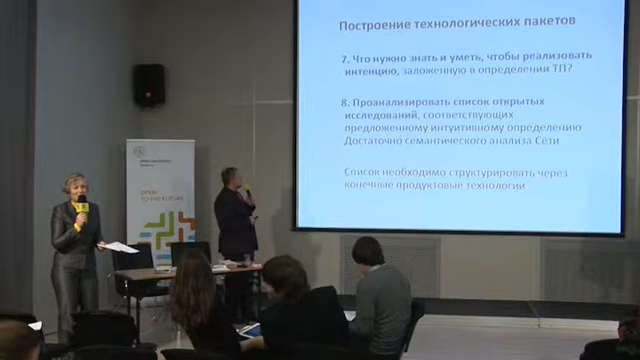 Построение технологических пакетов
7. Что нужно знать и уметь, чтобы реализовать
интенцию, заложенную в определении ТП?
8. Проанализировать список открытых
исследований, соответствующих
предложенному интуитивному определению
Достаточно семантического анализа Сети
Список необходимо структурировать через
конечные продуктовые технологии
OPEN
TO THE FUTURE